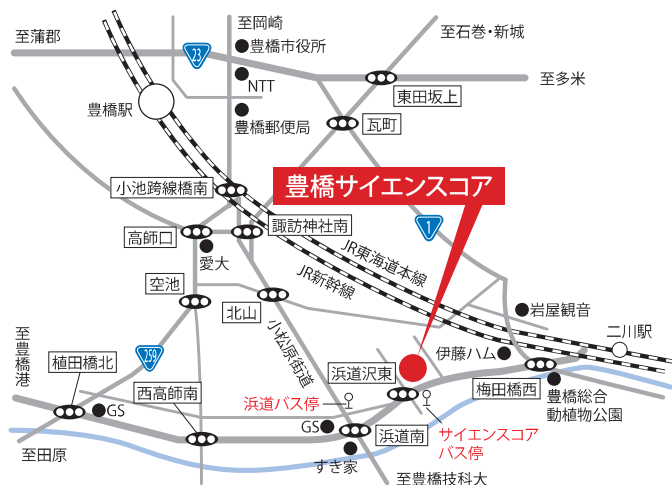 至岡崎
至石巻・新城
至蒲郡
23
豊橋市役所
NTT
至多米
東田坂上
豊橋駅
豊橋郵便局
瓦町
小池跨線橋南
豊橋サイエンスコア
諏訪神社南
1
高師口
愛大
JR東海道本線
JR新幹線
空池
北山
岩屋観音
小松原街道
二川駅
至豊橋港
259
伊藤ハム
植田橋北
浜道沢東
梅田橋西
西高師南
浜道バス停
豊橋総合
動植物公園
GS
GS
浜道南
サイエンスコア
バス停
至田原
すき家
至豊橋技科大